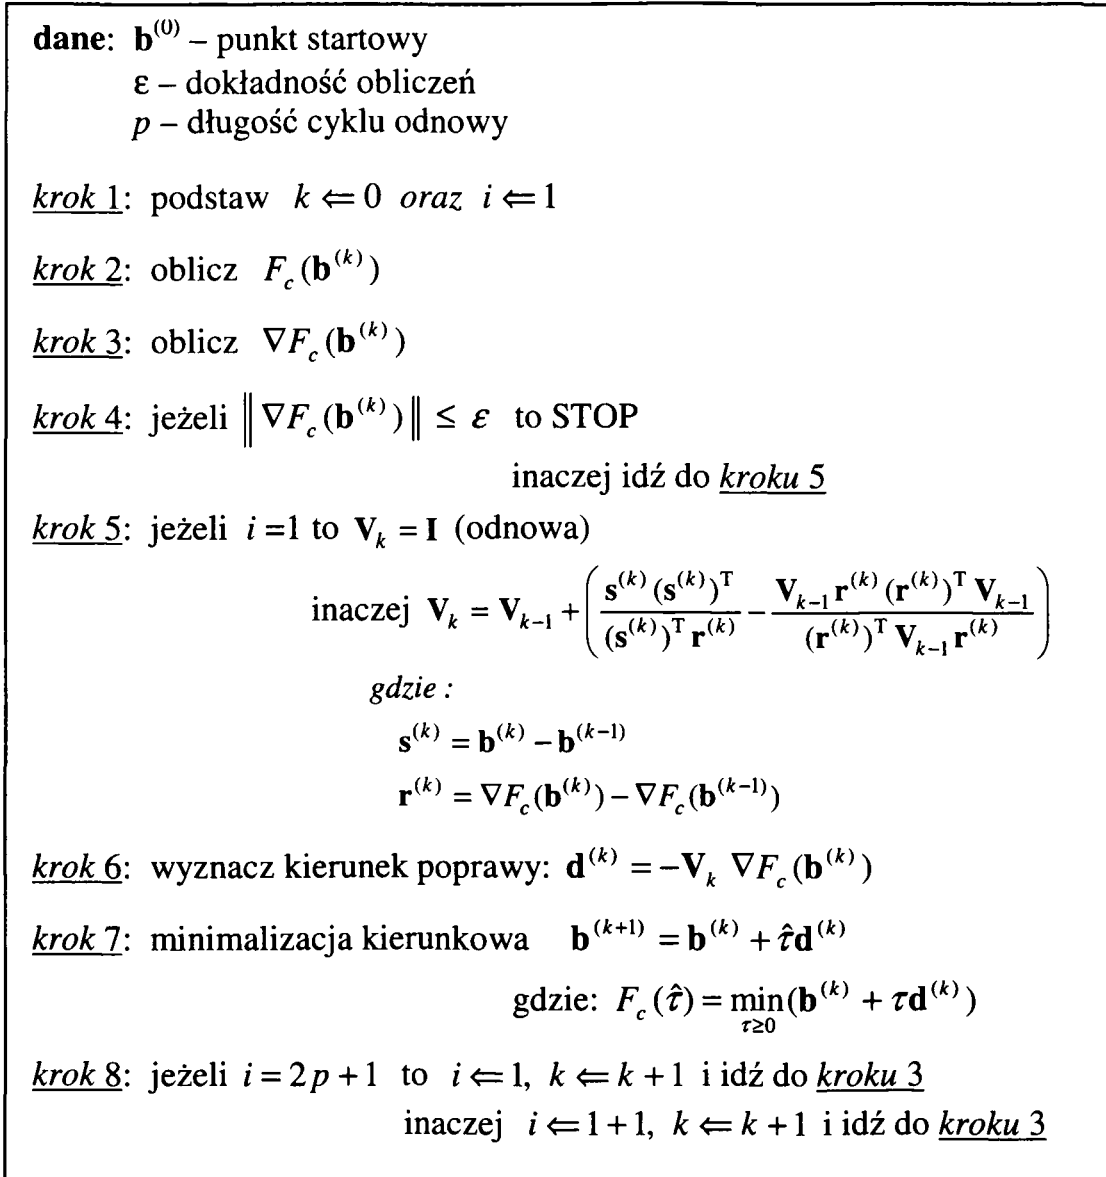 dane: b^(0) – punkt startowy
ε – dokładność obliczeń
p – długość cyklu odnowy
krok 1: podstaw k ⇐ 0 oraz i ⇐ 1
krok 2: oblicz F_c(b^(k))
krok 3: oblicz ∇F_c(b^(k))
krok 4: jeżeli ‖∇F_c(b^(k))‖ ≤ ε to STOP
inaczej idź do kroku 5
krok 5: jeżeli i =1 to V_k = I (odnowa)
inaczej V_k = V_{k-1} + ( s^(k) (s^(k))^T / (s^(k))^T r^(k) − V_{k-1} r^(k) (r^(k))^T V_{k-1} / (r^(k))^T V_{k-1} r^(k) )
gdzie :
s^(k) = b^(k) − b^(k−1)
r^(k) = ∇F_c(b^(k)) − ∇F_c(b^(k−1))
krok 6: wyznacz kierunek poprawy: d^(k) = −V_k ∇F_c(b^(k))
krok 7: minimalizacja kierunkowa b^(k+1) = b^(k) + τ̂d^(k)
gdzie: F_c(τ̂) = min_{τ≥0}(b^(k) + τd^(k))
krok 8: jeżeli i = 2p + 1 to i ⇐ 1, k ⇐ k + 1 i idź do kroku 3
inaczej i ⇐ 1 + 1, k ⇐ k + 1 i idź do kroku 3